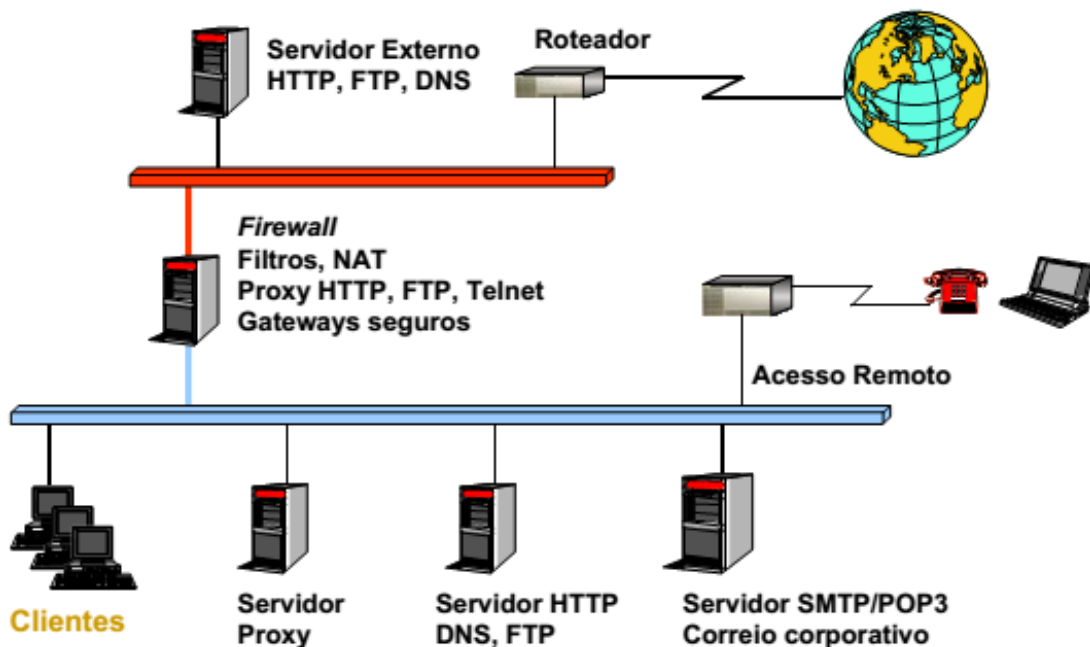 Servidor Externo
HTTP, FTP, DNS
Roteador
Firewall
Filtros, NAT
Proxy HTTP, FTP, Telnet
Gateways seguros
Acesso Remoto
Clientes
Servidor
Proxy
Servidor HTTP
DNS, FTP
Servidor SMTP/POP3
Correio corporativo